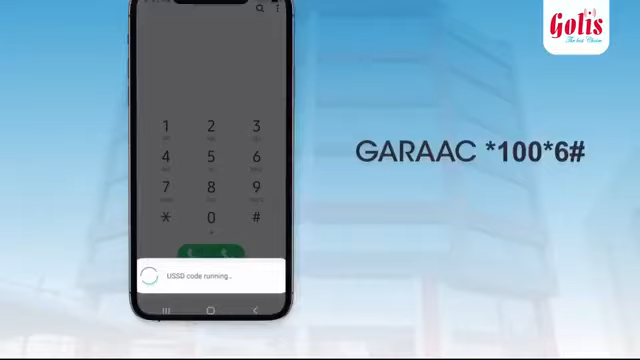 Golis
The best Choice
GARAAC *100*6#
1 2 3
4 5 6
7 8 9
* 0 #
USSD code running...